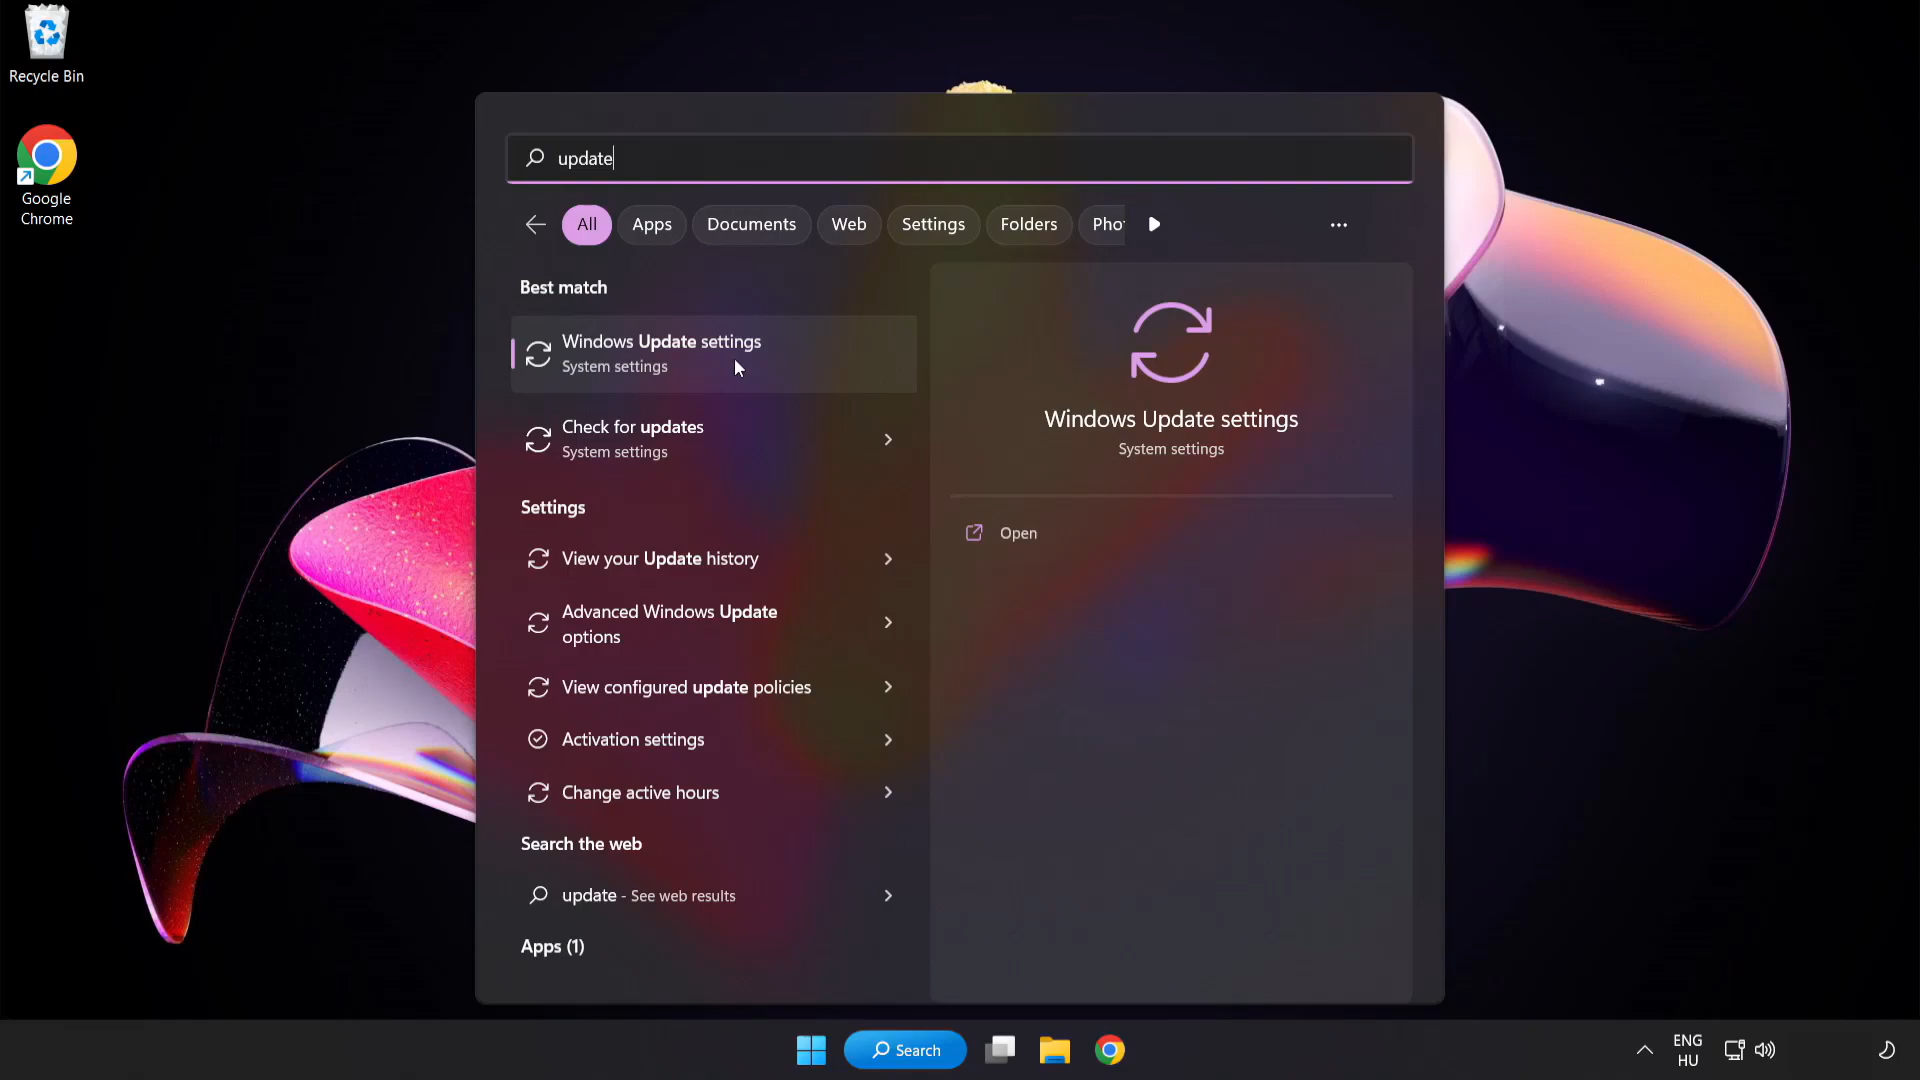 Recycle Bin
Google
Chrome
update
All
Apps
Documents
Web
Settings
Folders
Pho
Best match
Windows Update settings
System settings
Check for updates
System settings
Settings
View your Update history
Advanced Windows Update
options
View configured update policies
Activation settings
Change active hours
Search the web
update - See web results
Apps (1)
Windows Update settings
System settings
Open
Search
ENG
HU